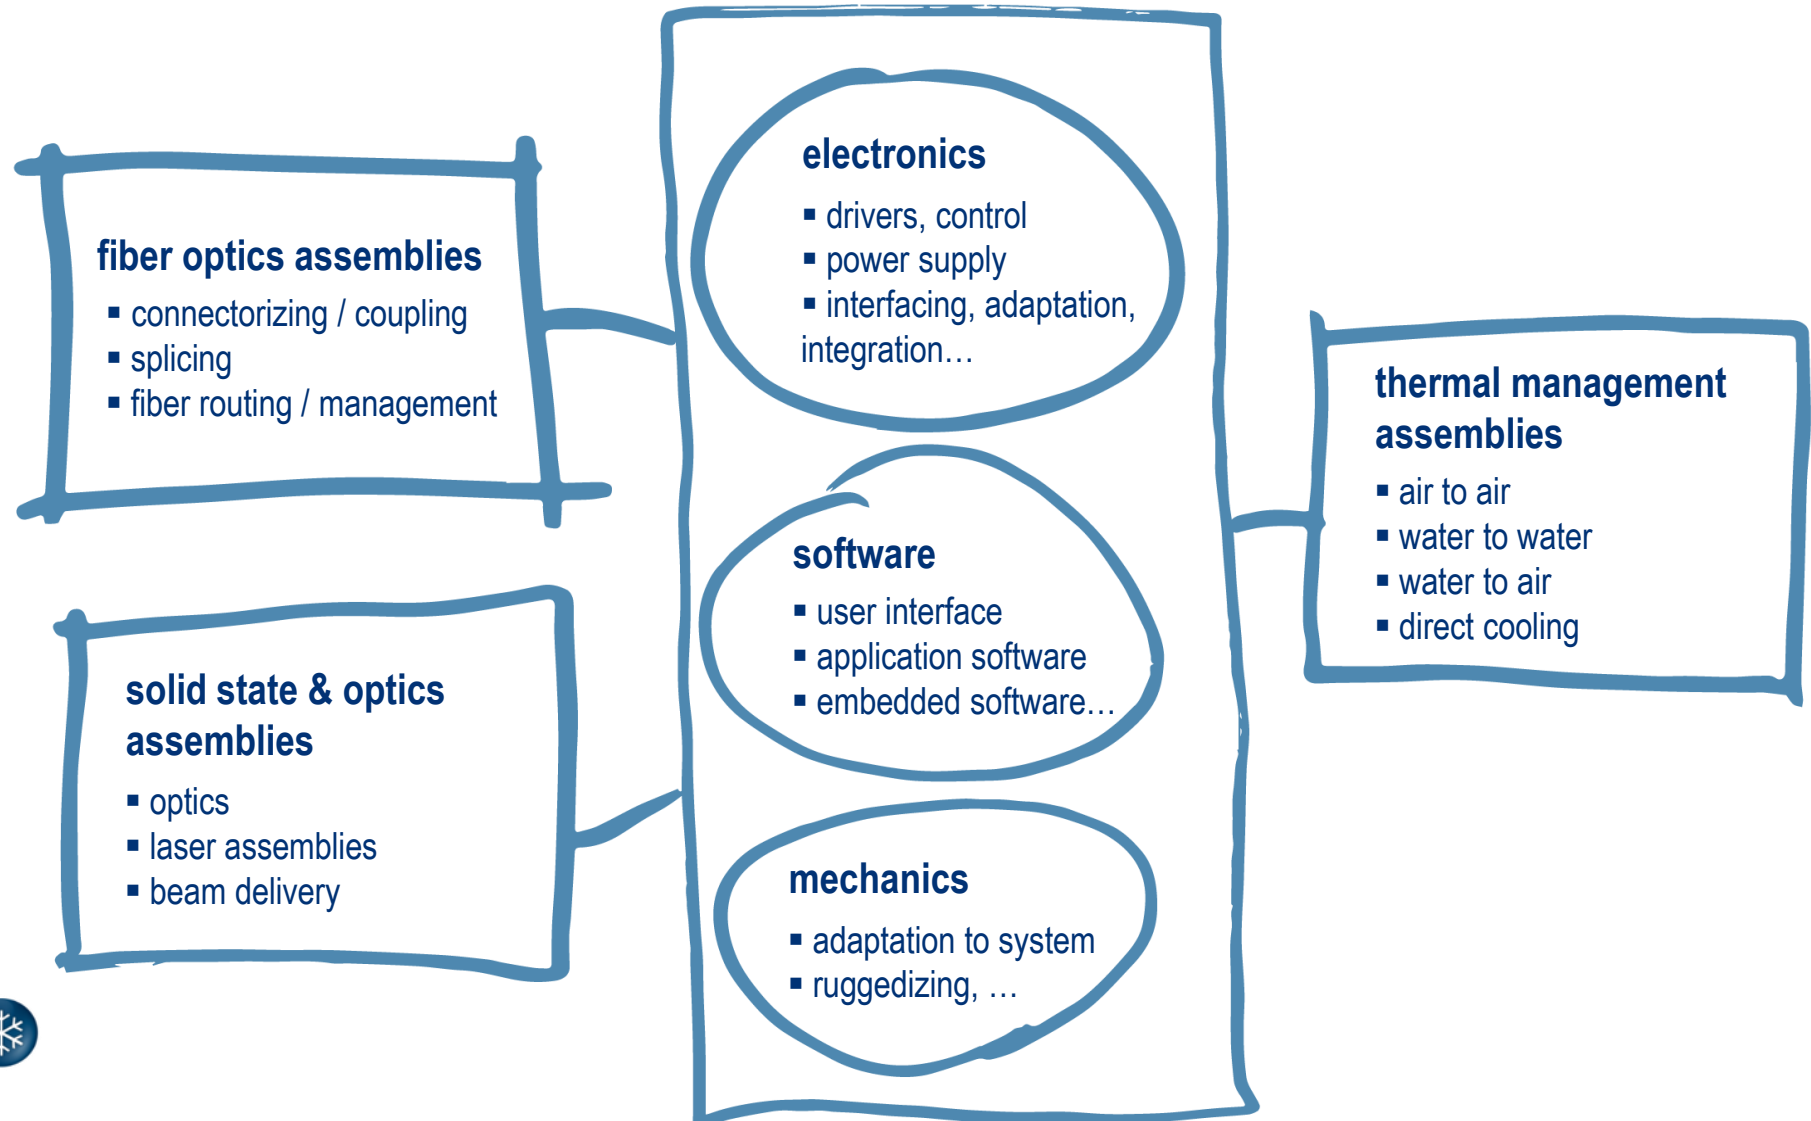 fiber optics assemblies
▪ connectorizing / coupling
▪ splicing
▪ fiber routing / management
solid state & optics
assemblies
▪ optics
▪ laser assemblies
▪ beam delivery
electronics
▪ drivers, control
▪ power supply
▪ interfacing, adaptation,
integration…
software
▪ user interface
▪ application software
▪ embedded software…
mechanics
▪ adaptation to system
▪ ruggedizing, …
thermal management
assemblies
▪ air to air
▪ water to water
▪ water to air
▪ direct cooling